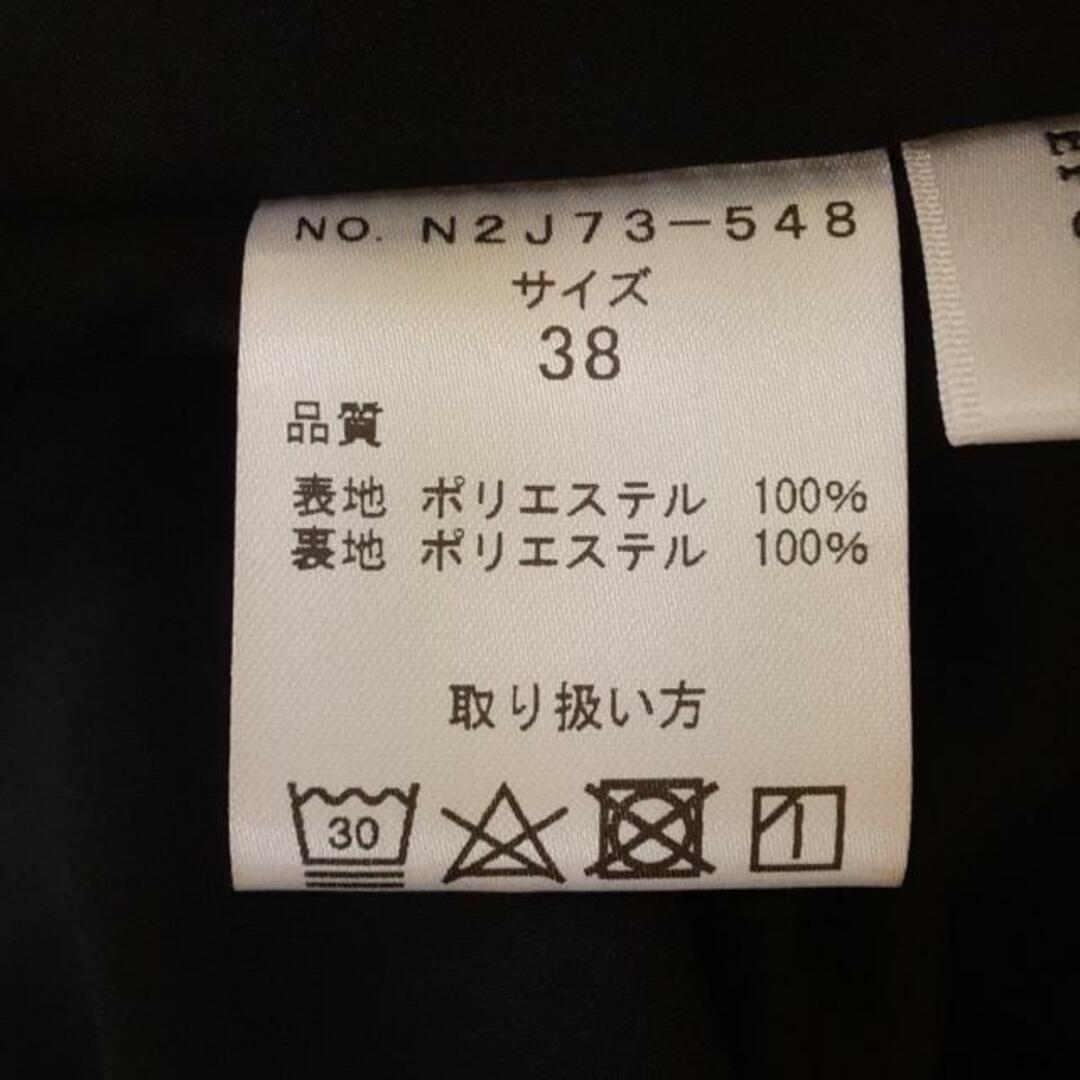 NO. N2J73-548
サイズ
38
品質
表地 ポリエステル 100%
裏地 ポリエステル 100%
取り扱い方
30